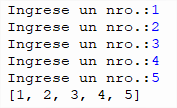 Ingrese un nro.:1
Ingrese un nro.:2
Ingrese un nro.:3
Ingrese un nro.:4
Ingrese un nro.:5
[1, 2, 3, 4, 5]